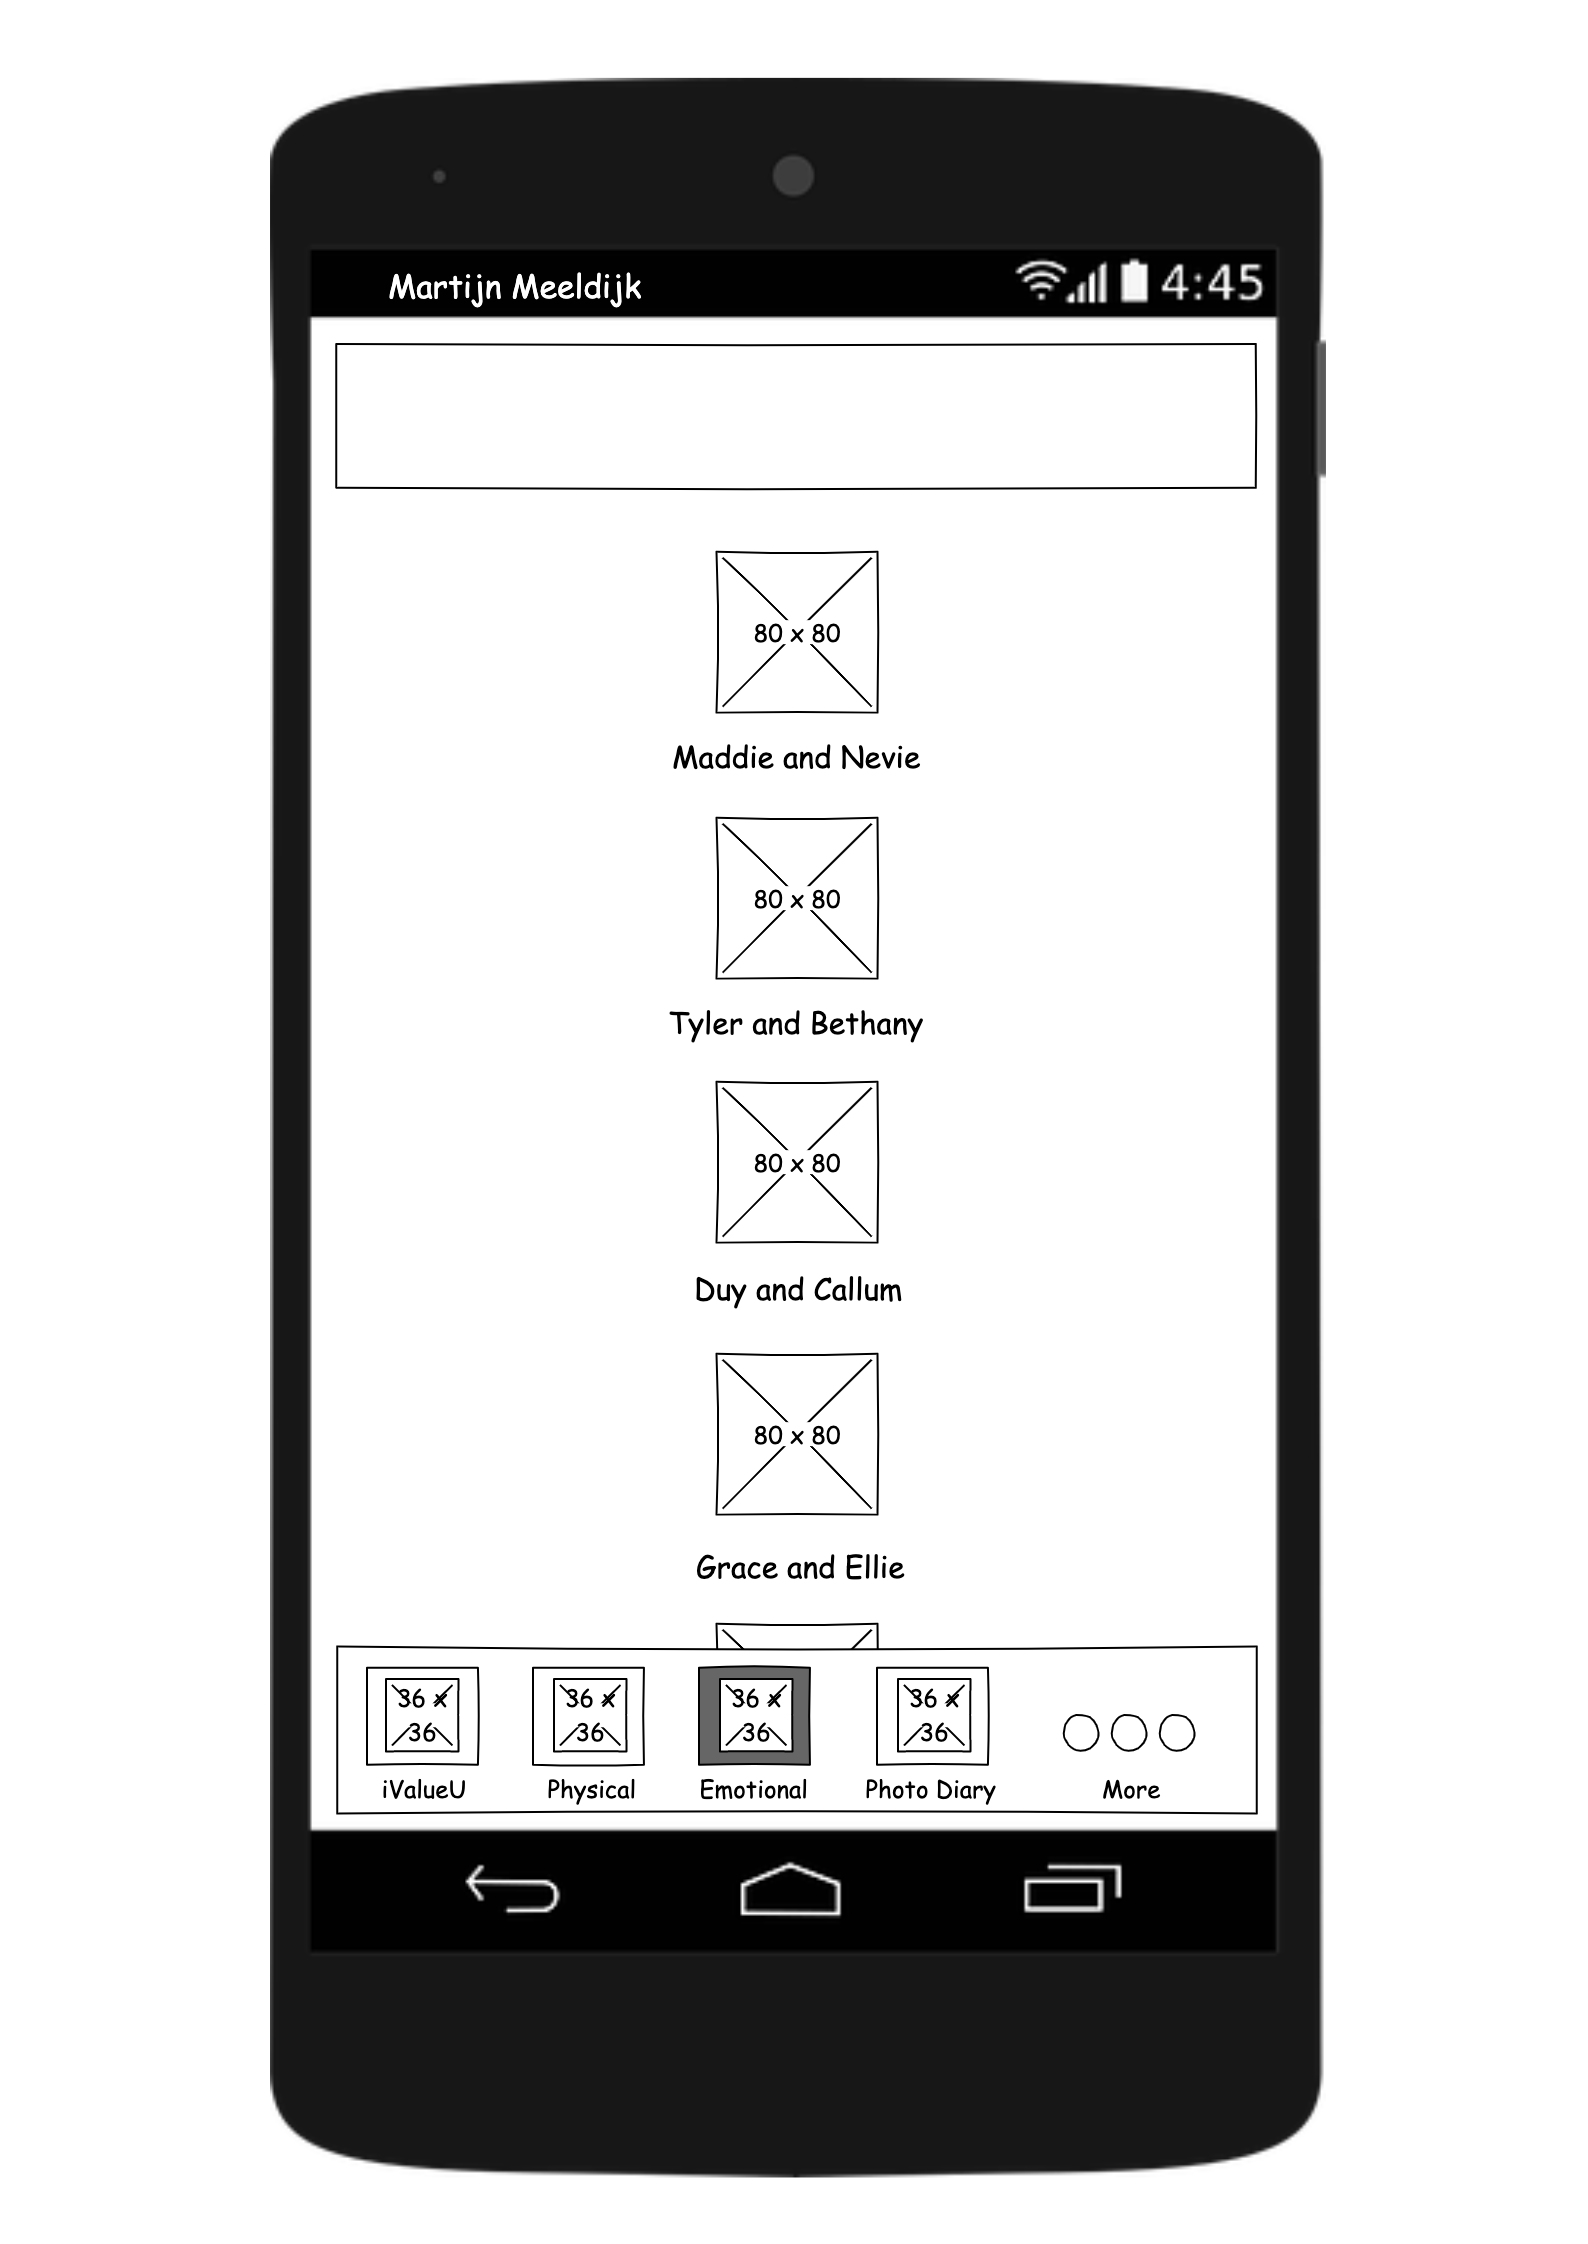 Martijn Meeldijk 4:45
80 x 80
Maddie and Nevie
80 x 80
Tyler and Bethany
80 x 80
Duy and Callum
80 x 80
Grace and Ellie
36 x
36
36 x
36
36 x
36
36 x
36
iValueU Physical Emotional Photo Diary More